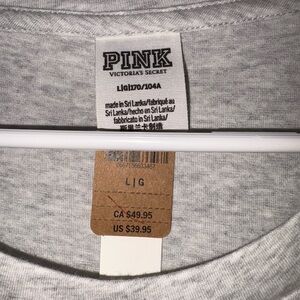 PINK
VICTORIA'S SECRET
L|G|170/104A
made in Sri Lanka/fabriqué au
Sri Lanka/hecho en Sri Lanka/
fabbricato in Sri Lanka/
斯里兰卡制造
L | G
CA $49.95
US $39.95